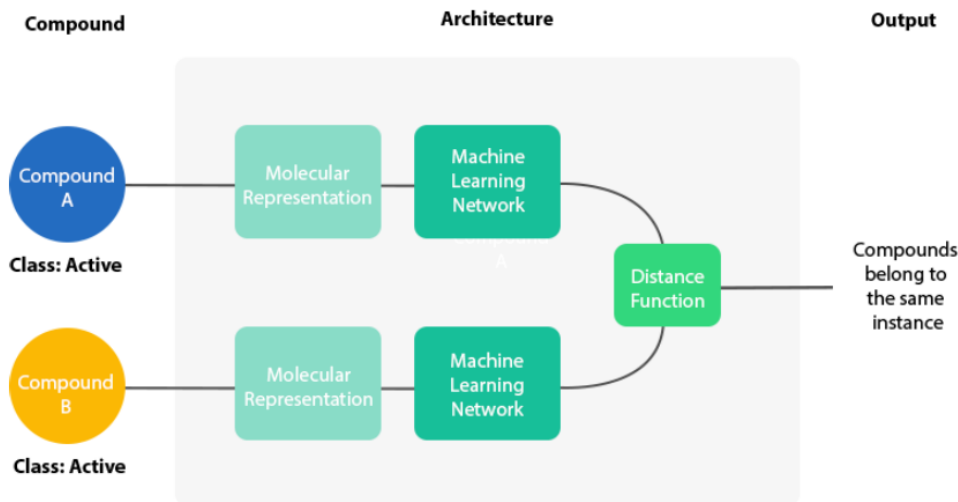 Compound
Architecture
Output
Compound
A
Class: Active
Molecular
Representation
Machine
Learning
Network
Compound
A
Distance
Function
Compounds
belong to
the same
instance
Compound
B
Class: Active
Molecular
Representation
Machine
Learning
Network